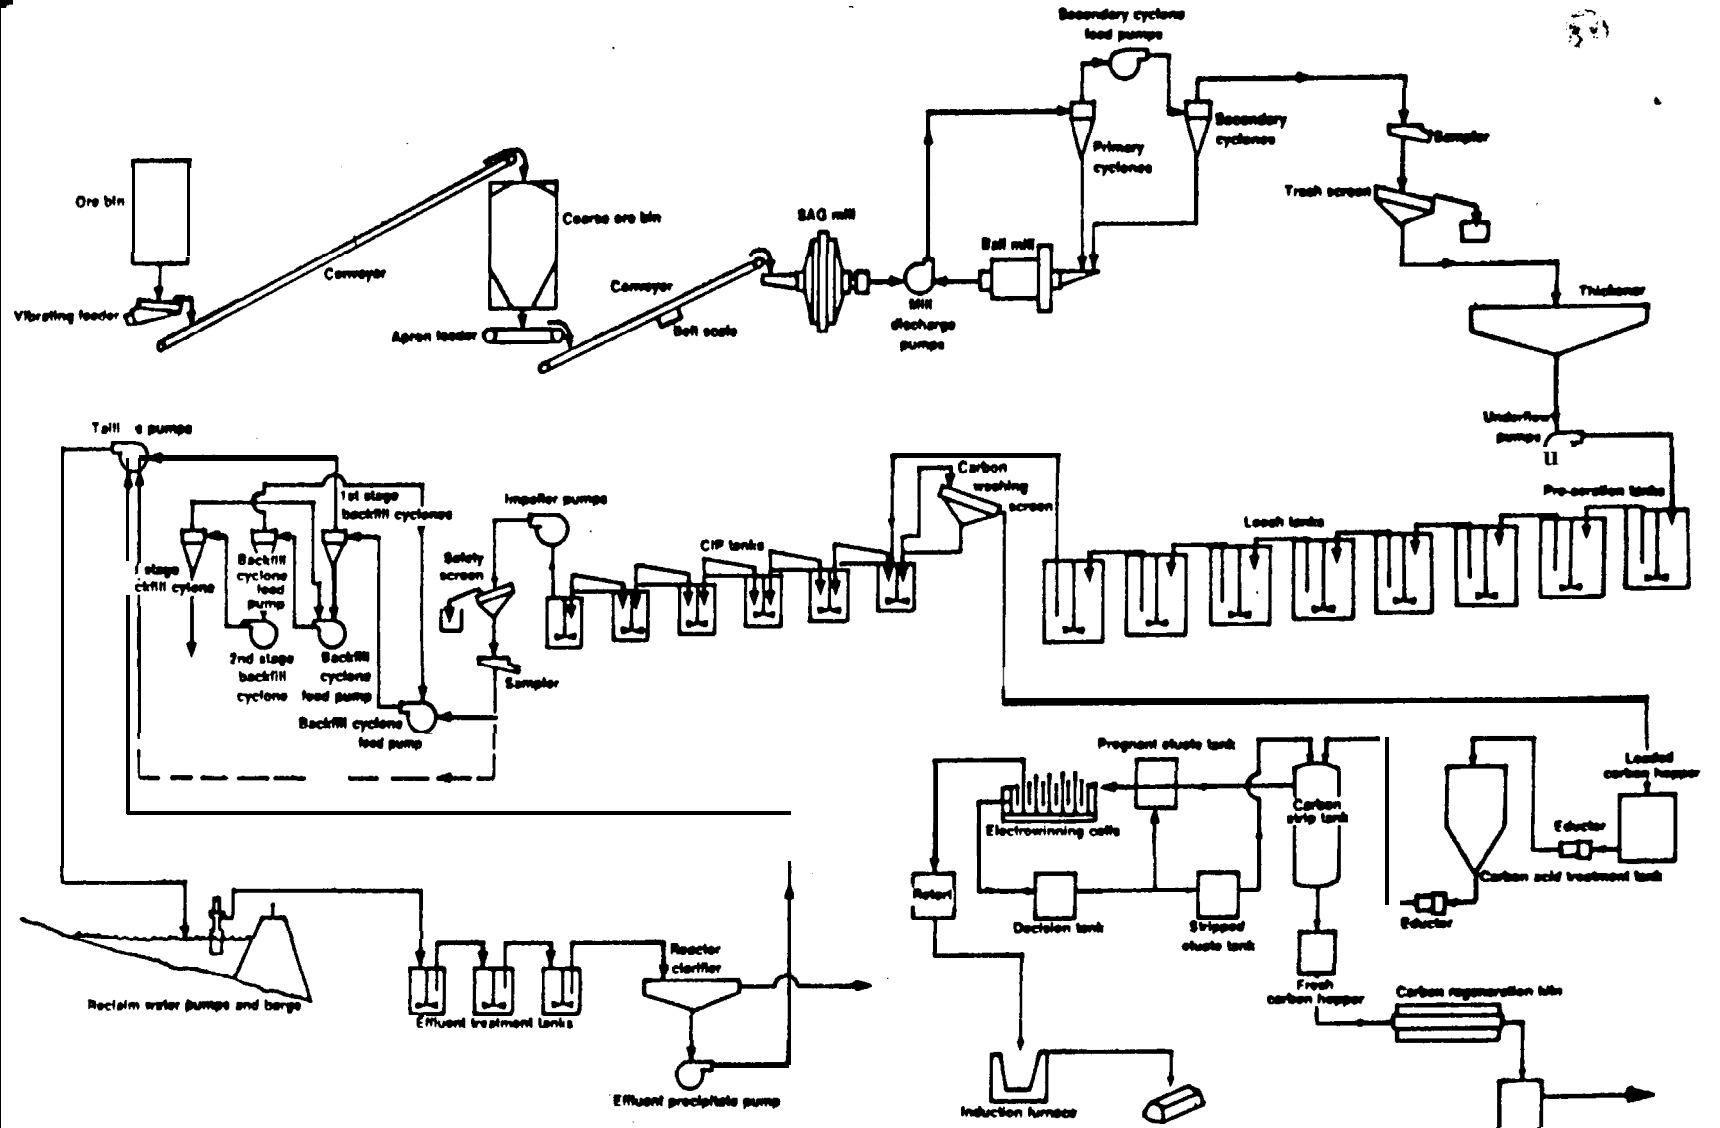 Secondary cyclone
feed pumps
Secondary
cyclones
Sampler
Primary
cyclones
Trash screen
Ore bin
Coarse ore bin
SAG mill
Ball mill
Conveyor
Conveyor
Thickener
Vibrating feeder
Mill
discharge
pumps
Apron feeder
Belt scale
Underflow
pumps
u
Tail
pumps
Carbon
washing
screen
Pre-aeration tanks
1st stage
backfill cyclones
Impeller pumps
Leach tanks
CIP tanks
Safety
screen
Backfill
cyclone
feed
pump
stage
ckfill cylone
2nd stage
backfill
cyclone
Backfill
cyclone
feed pump
Sampler
Backfill cyclone
feed pump
Pregnant eluate tank
Loaded
carbon hopper
Carbon
strip tank
Electrowinning cells
Eductor
Carbon acid treatment tank
Retort
Decision tank
Stripped
eluate tank
Eductor
Reactor
clarifier
Fresh
carbon hopper
Carbon regeneration kiln
Reclaim water pumps and barge
Effluent treatment tanks
Effluent precipitate pump
Induction furnace